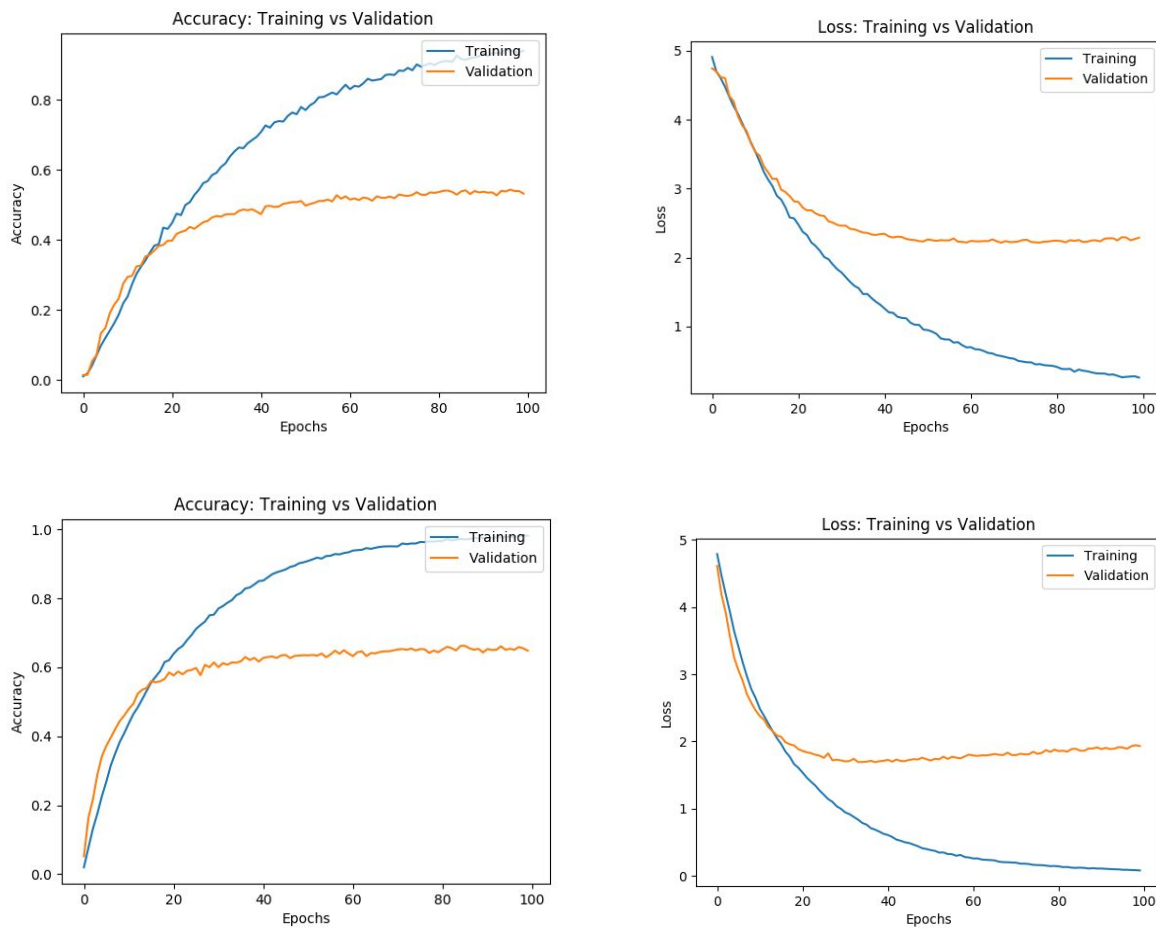 Accuracy: Training vs Validation
Training
Validation
0.8
0.6
0.4
0.2
0.0
Accuracy
0 20 40 60 80 100
Epochs
Loss: Training vs Validation
Training
Validation
5
4
3
2
1
Loss
0 20 40 60 80 100
Epochs
Accuracy: Training vs Validation
Training
Validation
1.0
0.8
0.6
0.4
0.2
0.0
Accuracy
0 20 40 60 80 100
Epochs
Loss: Training vs Validation
Training
Validation
5
4
3
2
1
0
Loss
0 20 40 60 80 100
Epochs